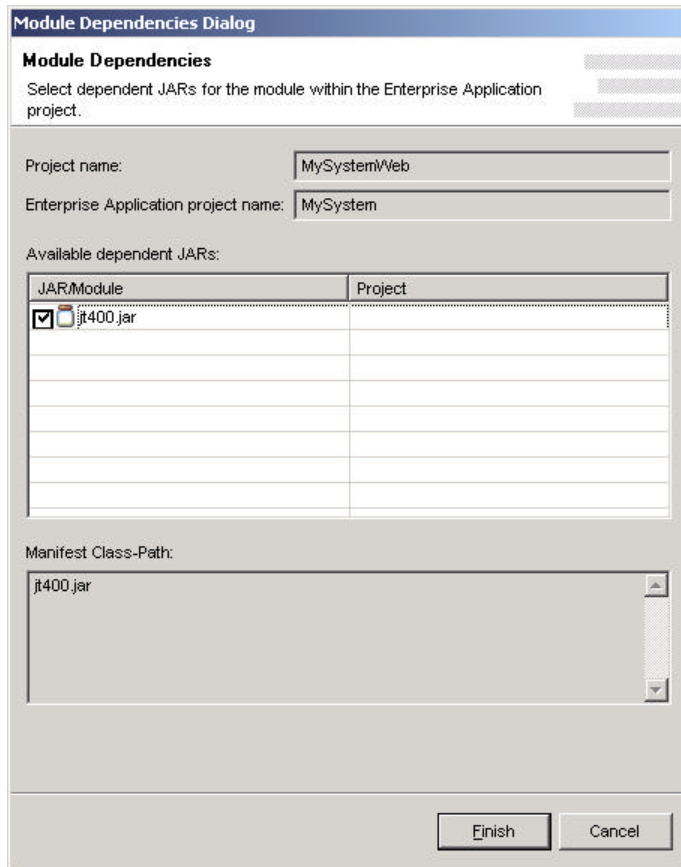 Module Dependencies Dialog
Module Dependencies
Select dependent JARs for the module within the Enterprise Application
project.
Project name: MySystemWeb
Enterprise Application project name: MySystem
Available dependent JARs:
JAR/Module Project
jt400.jar
Manifest Class-Path:
jt400.jar
Finish Cancel